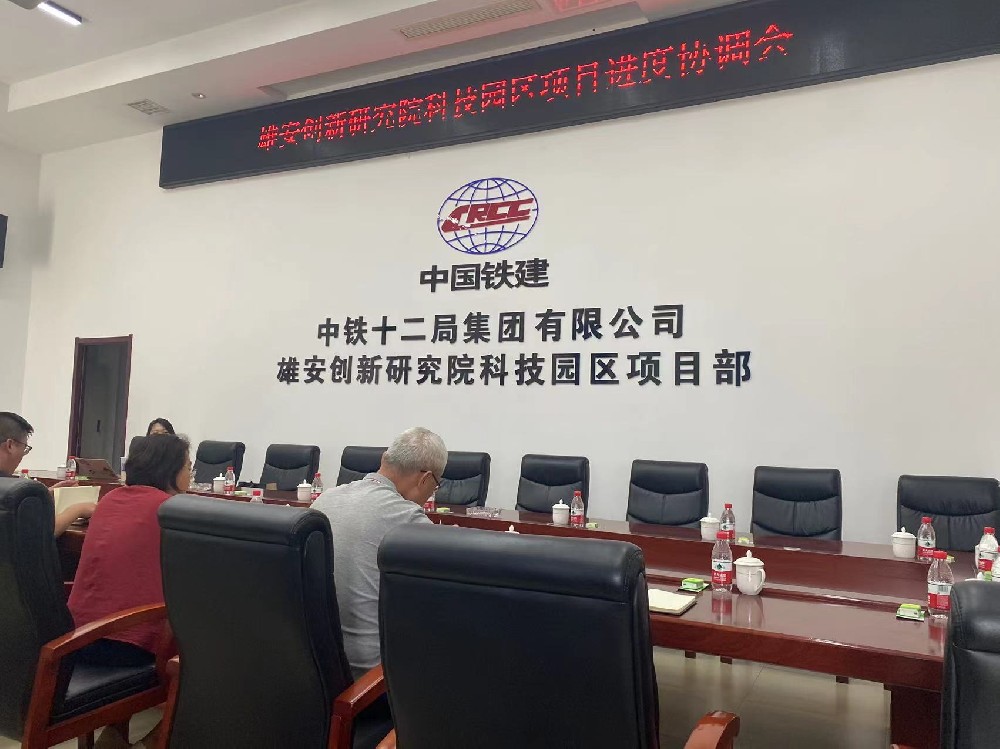 雄安创新研究院科技园区项目进度协调会
CRCC
中国铁建
中铁十二局集团有限公司
雄安创新研究院科技园区项目部